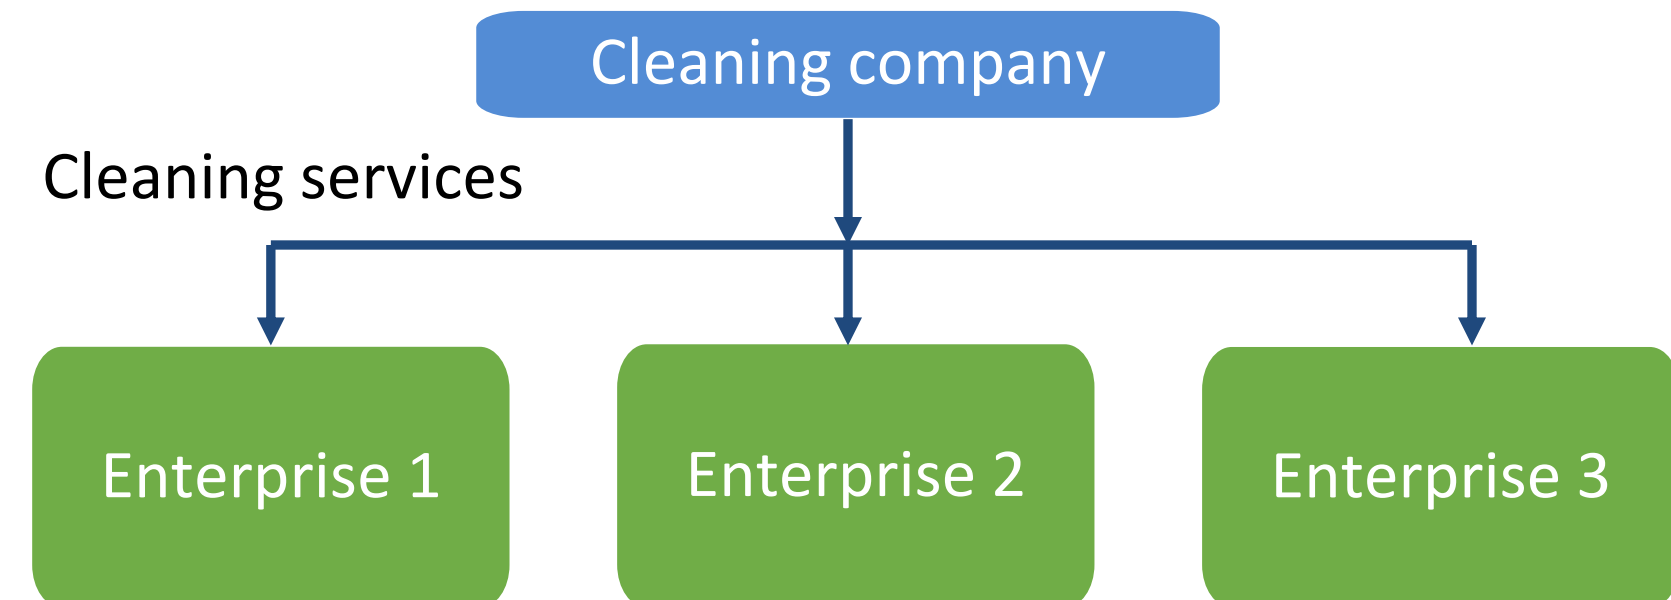 Cleaning company
Cleaning services
Enterprise 1
Enterprise 2
Enterprise 3